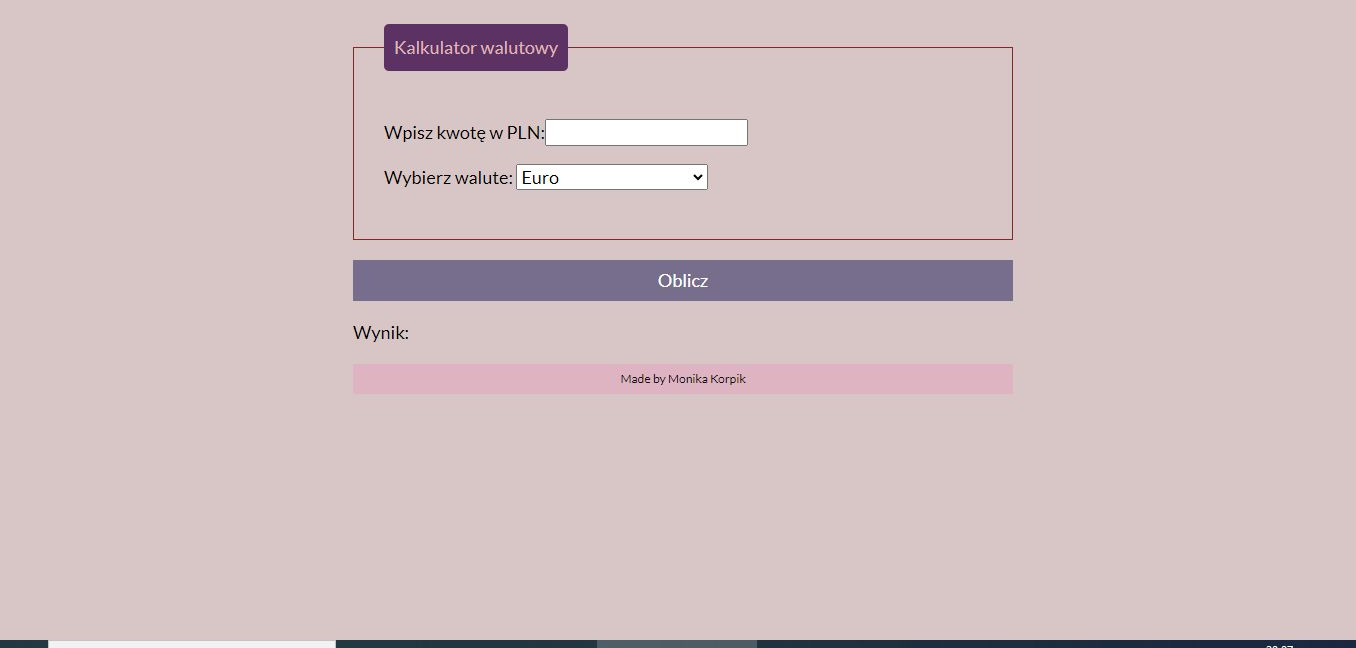 Kalkulator walutowy
Wpisz kwotę w PLN:
Wybierz walute: Euro
Oblicz
Wynik:
Made by Monika Korpik